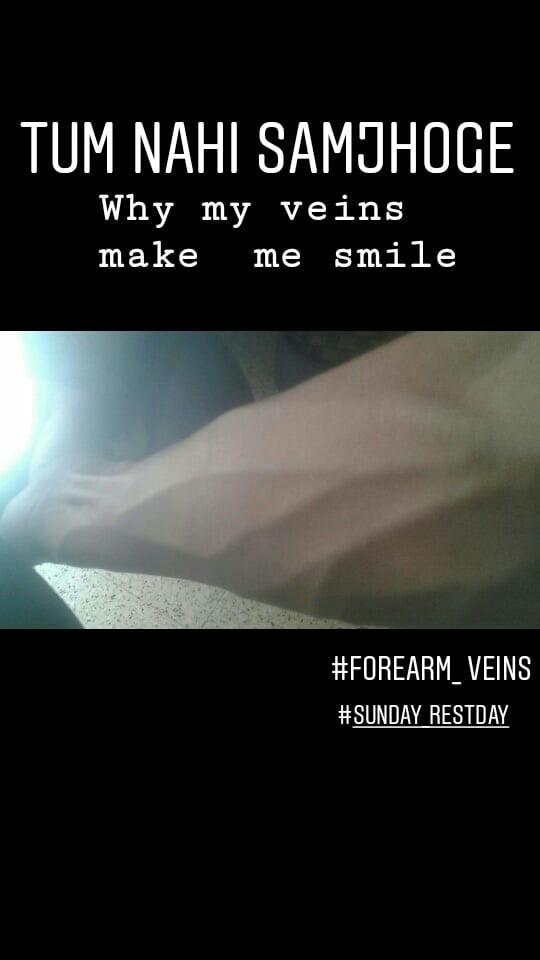 TUM NAHI SAMJHOGE
Why my veins
make me smile
#FOREARM_VEINS
#SUNDAY_RESTDAY